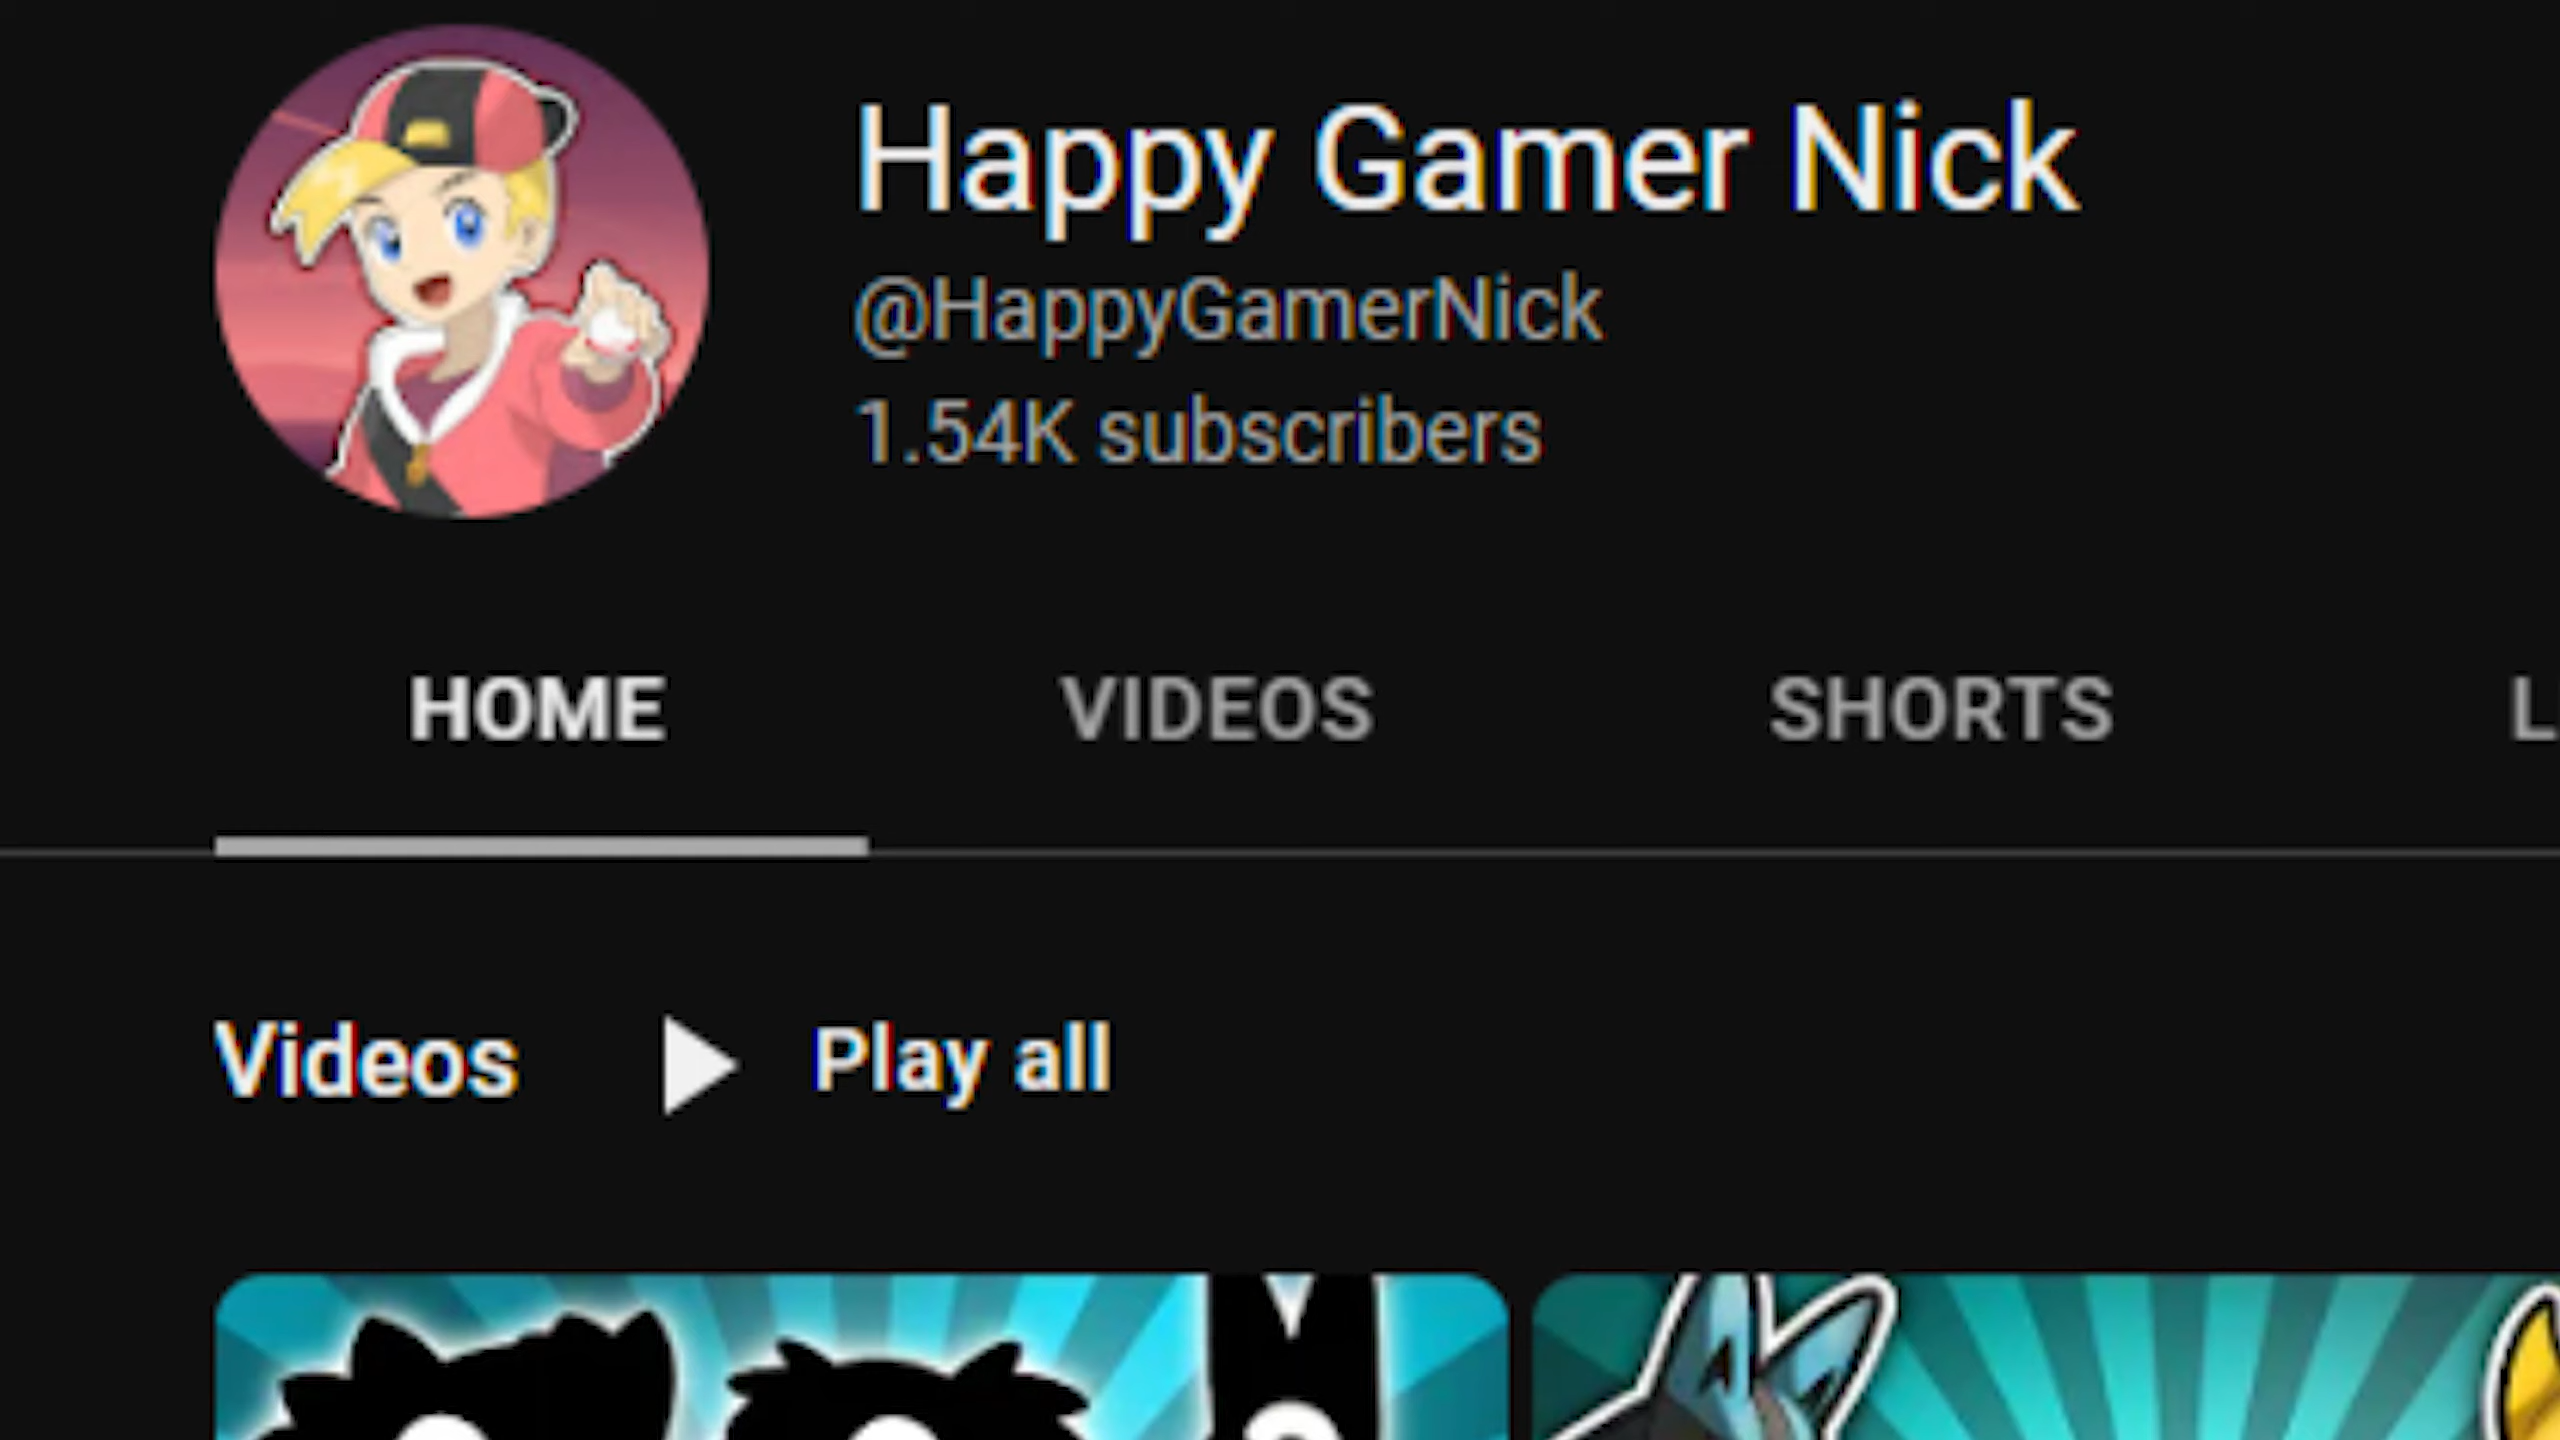 Happy Gamer Nick
@HappyGamerNick
1.54K subscribers
HOME VIDEOS SHORTS L
Videos Play all